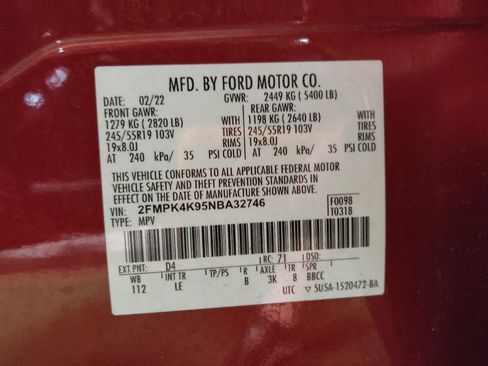 MFD. BY FORD MOTOR CO.
DATE: 02/22 GVWR: 2449 KG ( 5400 LB)
FRONT GAWR: REAR GAWR:
1279 KG ( 2820 LB) WITH 1198 KG ( 2640 LB) WITH
245/55R19 103V TIRES 245/55R19 103V TIRES
19x8.0J RIMS 19x8.0J RIMS
AT 240 kPa/ 35 PSI COLD AT 240 kPa/ 35 PSI COLD
THIS VEHICLE CONFORMS TO ALL APPLICABLE FEDERAL MOTOR
VEHICLE SAFETY AND THEFT PREVENTION STANDARDS IN
EFFECT ON THE DATE OF MANUFACTURE SHOWN ABOVE.
VIN: 2FMPK4K95NBA32746 F0098
TYPE: MPV T0318
EXT PNT: D4 RC: 71 DSO:
WB INT TR TP/PS R AXLE TR SPR
112 LE B 3K 8 BBCC
UTC ▽ 5U5A-1520472-BA